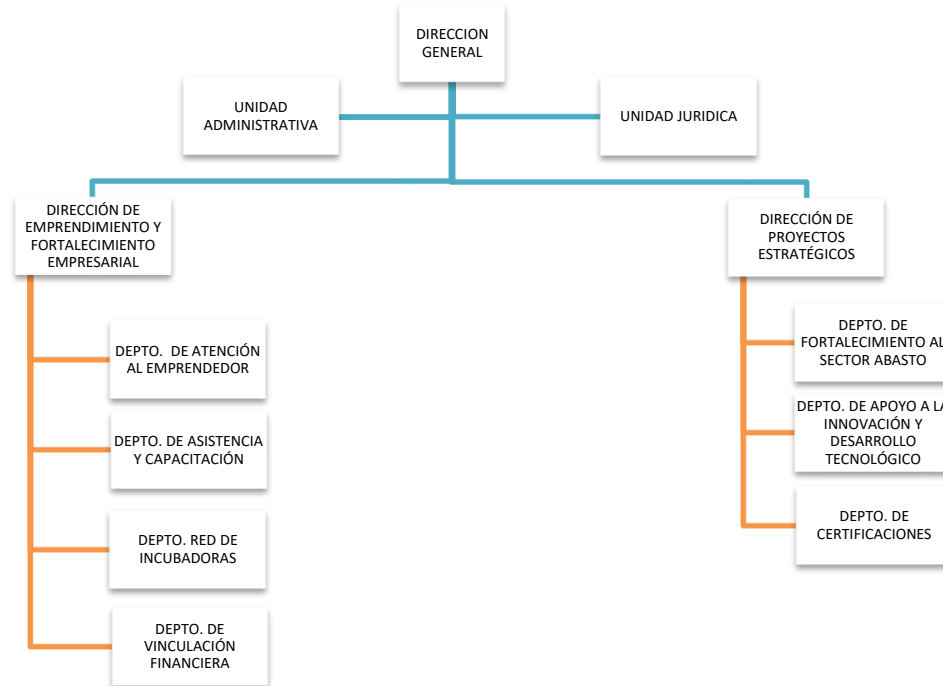 DIRECCION
GENERAL
UNIDAD
ADMINISTRATIVA
UNIDAD JURIDICA
DIRECCIÓN DE
EMPRENDIMIENTO Y
FORTALECIMIENTO
EMPRESARIAL
DEPTO. DE ATENCIÓN
AL EMPRENDEDOR
DEPTO. DE ASISTENCIA
Y CAPACITACIÓN
DEPTO. RED DE
INCUBADORAS
DEPTO. DE
VINCULACIÓN
FINANCIERA
DIRECCIÓN DE
PROYECTOS
ESTRATÉGICOS
DEPTO. DE
FORTALECIMIENTO AL
SECTOR ABASTO
DEPTO. DE APOYO A LA
INNOVACIÓN Y
DESARROLLO
TECNOLÓGICO
DEPTO. DE
CERTIFICACIONES